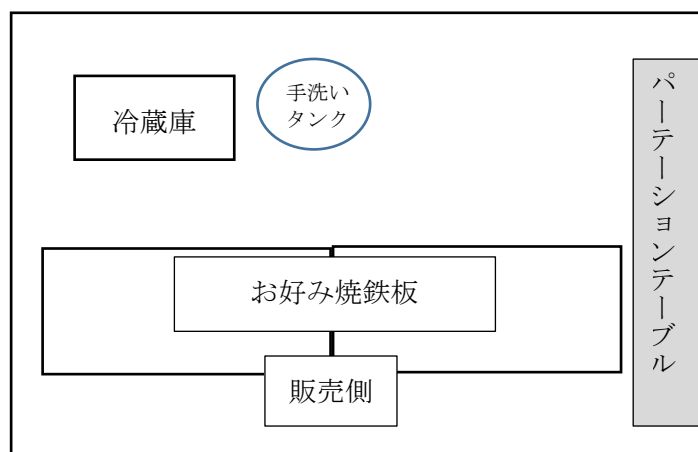 冷蔵庫
手洗い
タンク
パーテーションテーブル
お好み焼鉄板
販売側